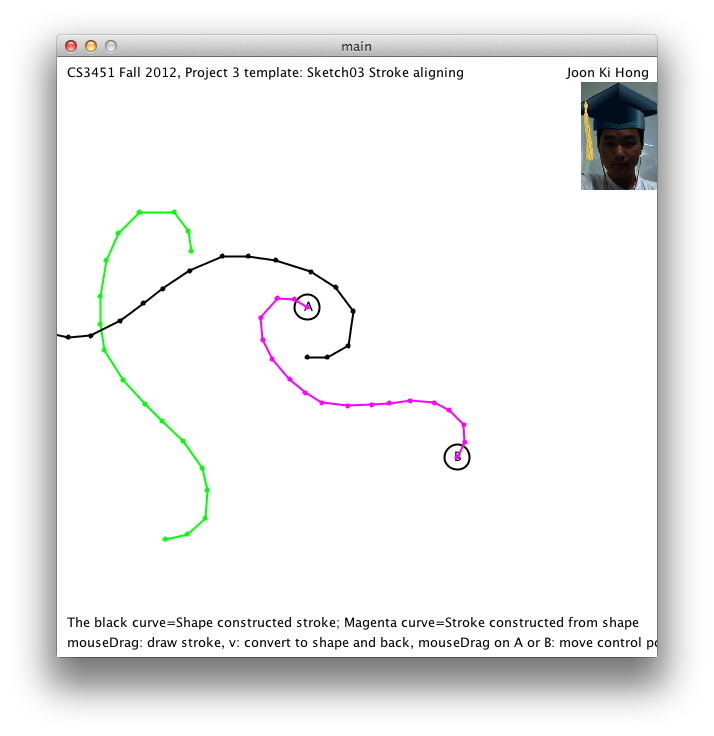 main
CS3451 Fall 2012, Project 3 template: Sketch03 Stroke aligning
Joon Ki Hong
A
B
The black curve=Shape constructed stroke; Magenta curve=Stroke constructed from shape
mouseDrag: draw stroke, v: convert to shape and back, mouseDrag on A or B: move control